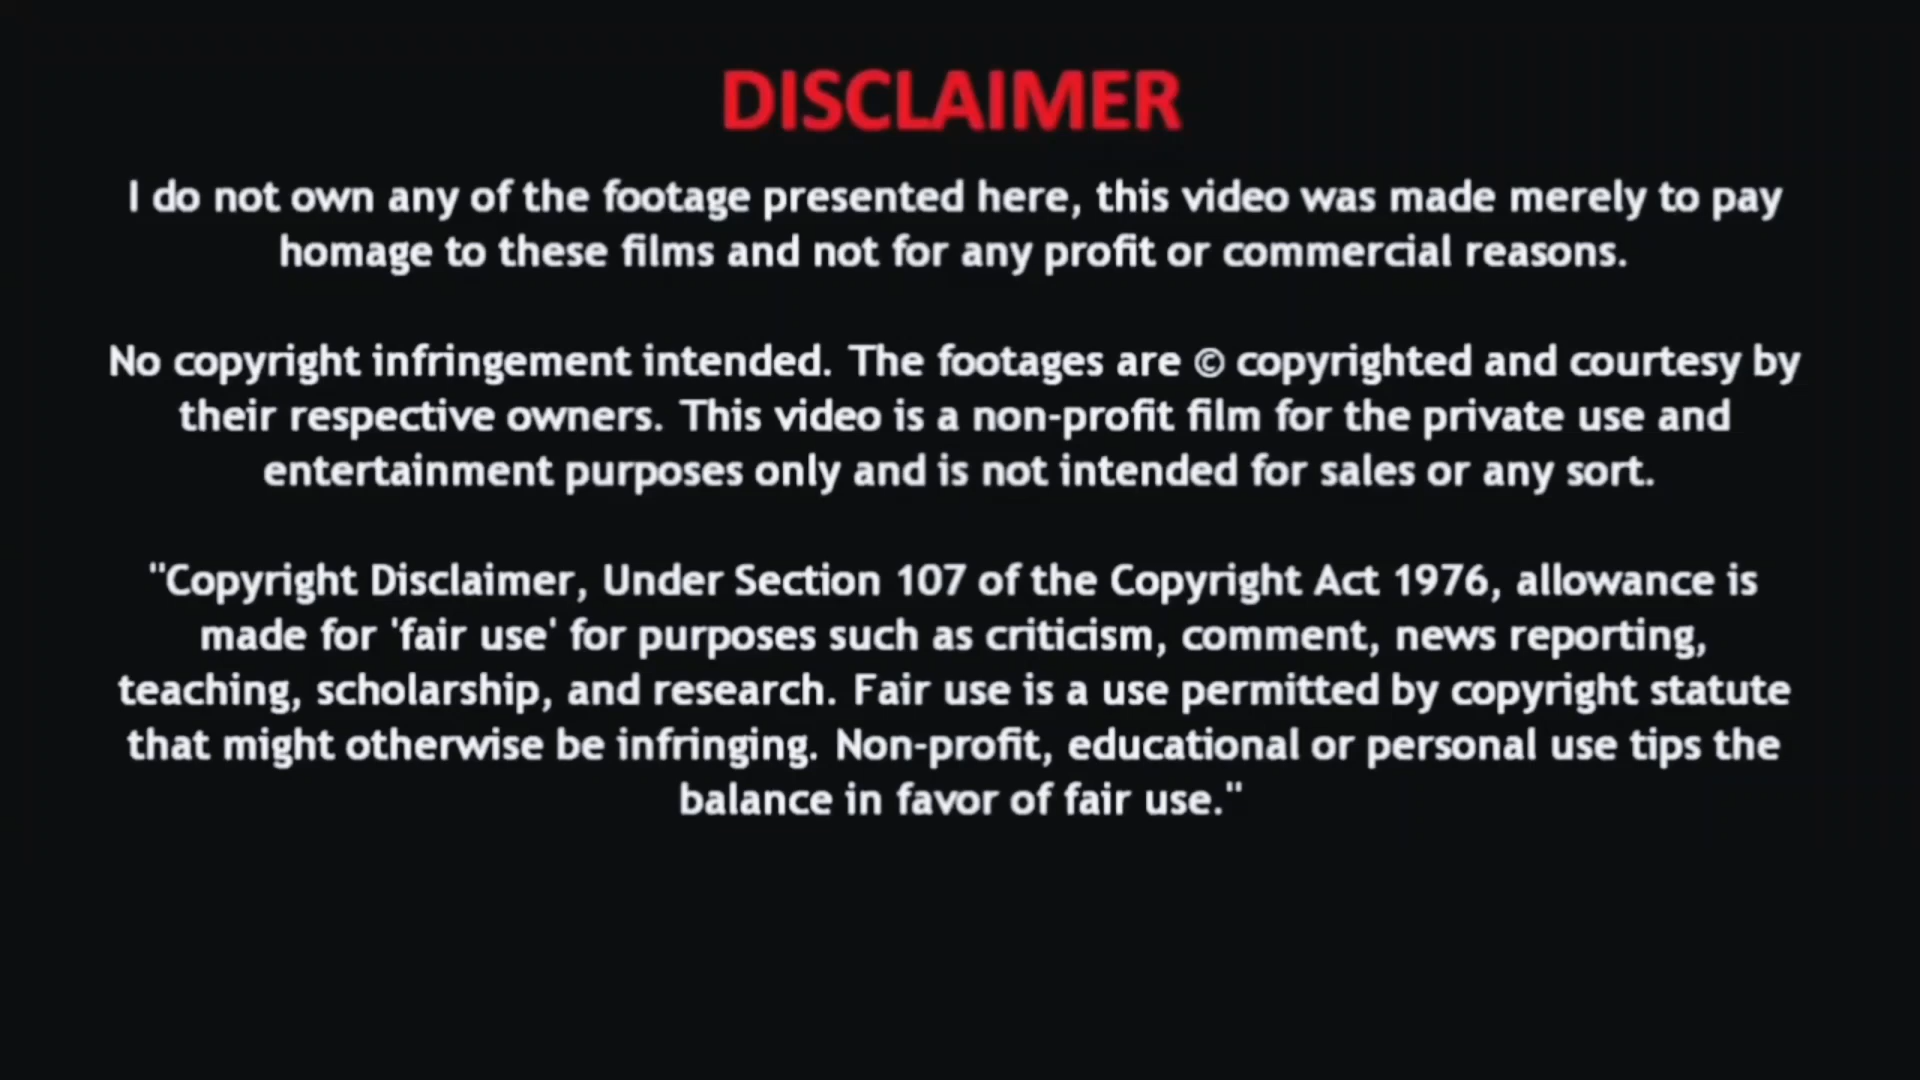 DISCLAIMER
I do not own any of the footage presented here, this video was made merely to pay
homage to these films and not for any profit or commercial reasons.
No copyright infringement intended. The footages are © copyrighted and courtesy by
their respective owners. This video is a non-profit film for the private use and
entertainment purposes only and is not intended for sales or any sort.
"Copyright Disclaimer, Under Section 107 of the Copyright Act 1976, allowance is
made for 'fair use' for purposes such as criticism, comment, news reporting,
teaching, scholarship, and research. Fair use is a use permitted by copyright statute
that might otherwise be infringing. Non-profit, educational or personal use tips the
balance in favor of fair use."